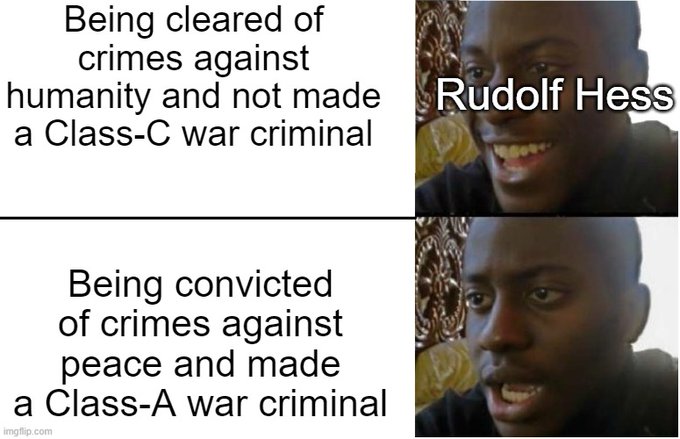 Being cleared of
crimes against
humanity and not made
a Class-C war criminal
Rudolf Hess
Being convicted
of crimes against
peace and made
a Class-A war criminal
imgflip.com